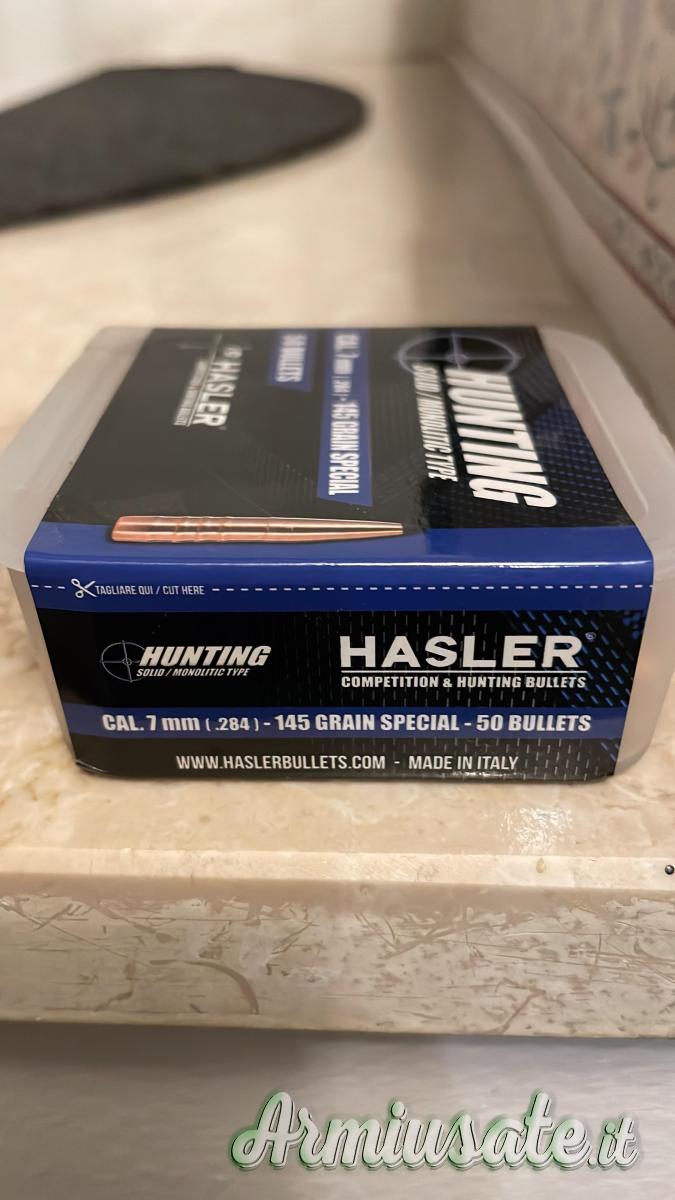 HUNTING
SOLID / MONOLITIC TYPE
CAL. 7 mm ( .284 ) - 145 GRAIN SPECIAL
50 BULLETS
HASLER
TAGLIARE QUI / CUT HERE
HUNTING
SOLID / MONOLITIC TYPE
HASLER®
COMPETITION & HUNTING BULLETS
CAL. 7 mm ( .284 ) - 145 GRAIN SPECIAL - 50 BULLETS
WWW.HASLERBULLETS.COM - MADE IN ITALY
Armiusate.it